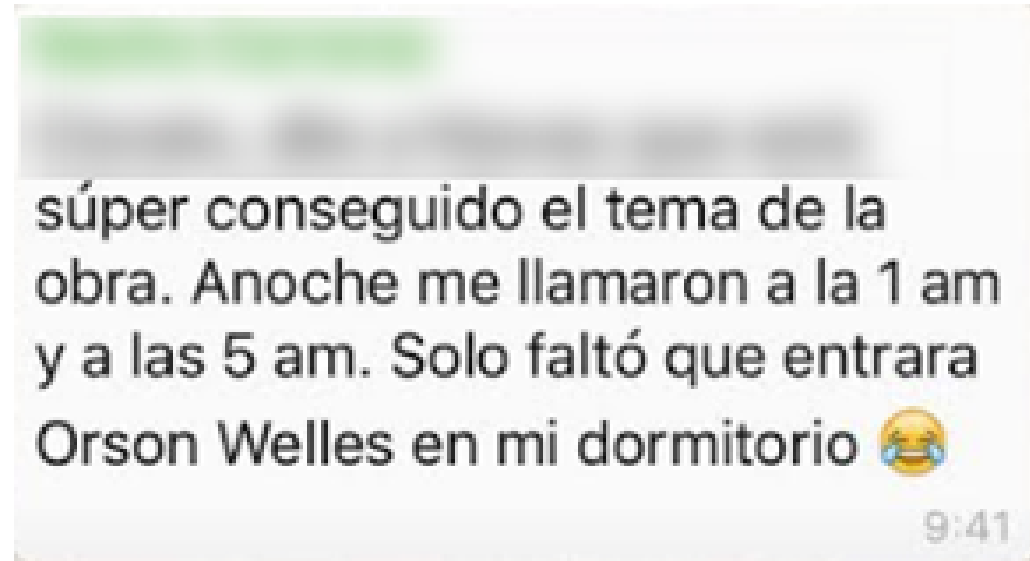 súper conseguido el tema de la
obra. Anoche me llamaron a la 1 am
y a las 5 am. Solo faltó que entrara
Orson Welles en mi dormitorio 😂
9:41